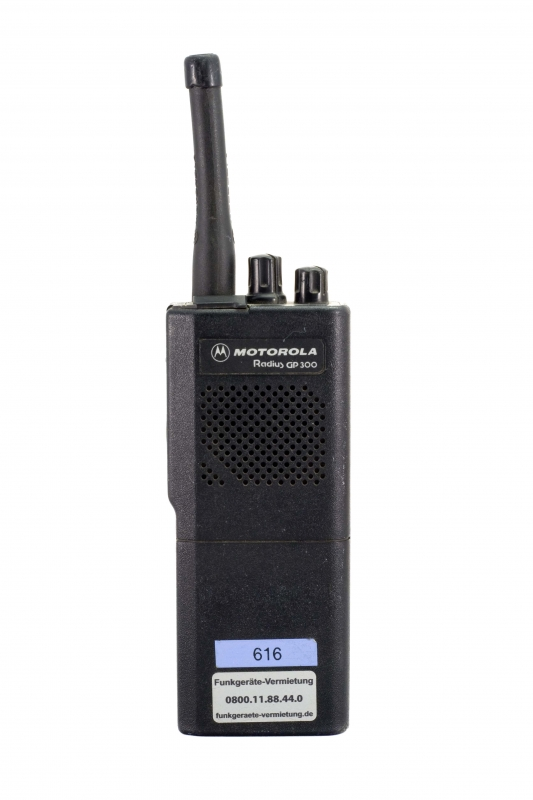 MOTOROLA
Radius GP300
616
Funkgeräte-Vermietung
0800.11.88.44.0
funkgeraete-vermietung.de